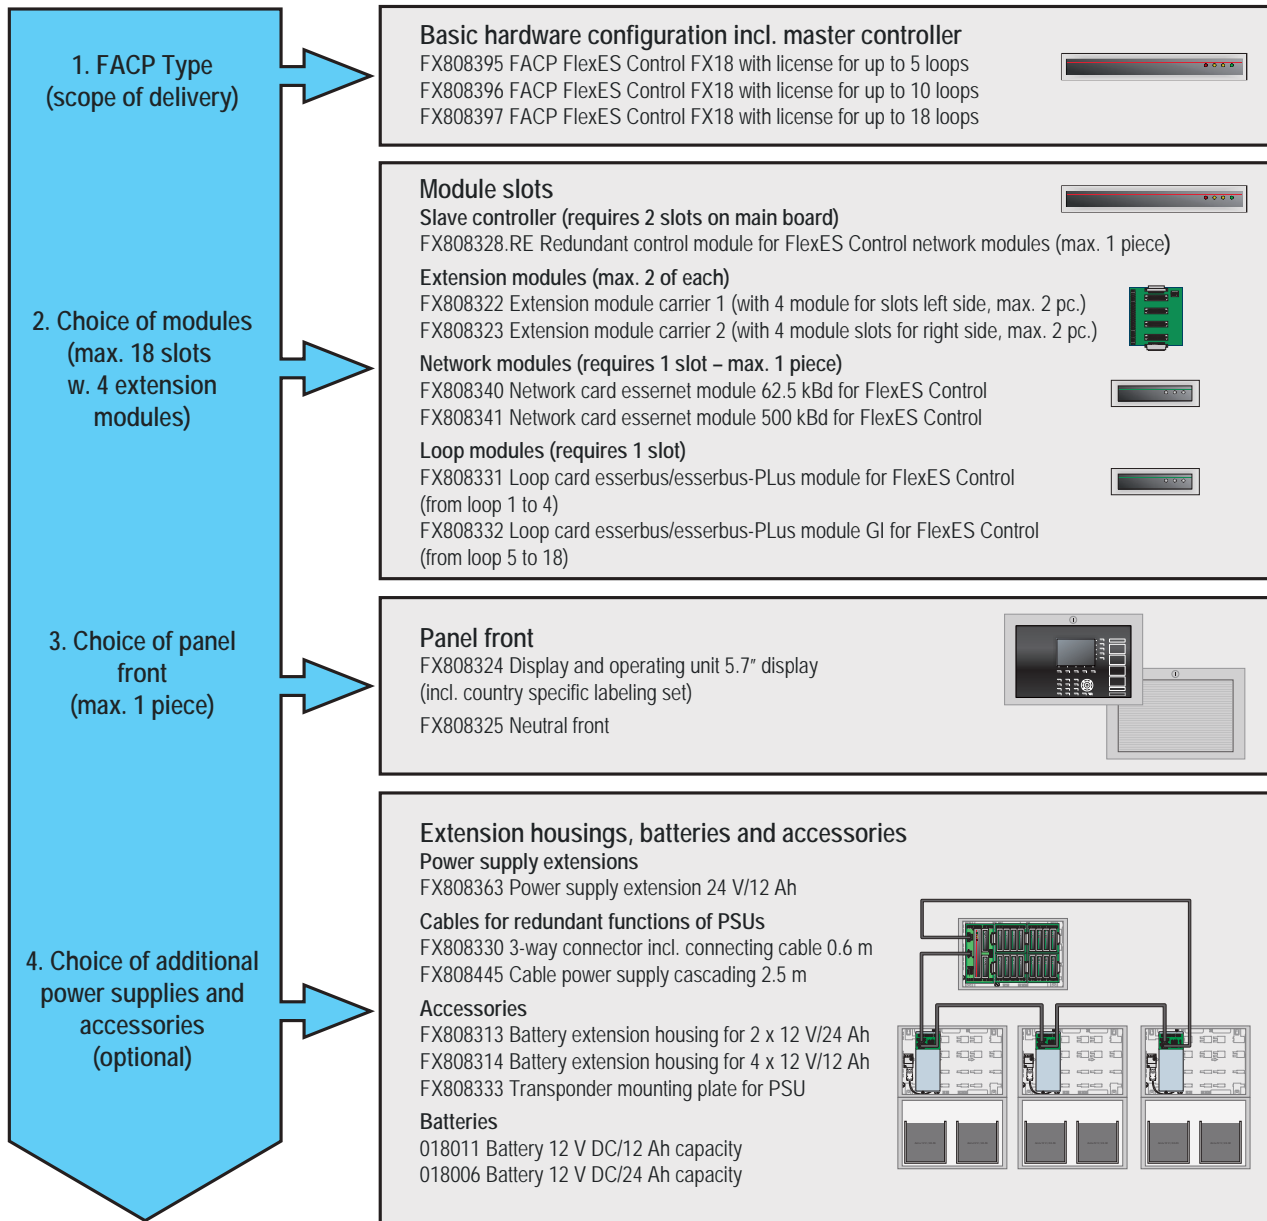 1. FACP Type
(scope of delivery)
Basic hardware configuration incl. master controller
FX808395 FACP FlexES Control FX18 with license for up to 5 loops
FX808396 FACP FlexES Control FX18 with license for up to 10 loops
FX808397 FACP FlexES Control FX18 with license for up to 18 loops
2. Choice of modules
(max. 18 slots
w. 4 extension
modules)
Module slots
Slave controller (requires 2 slots on main board)
FX808328.RE Redundant control module for FlexES Control network modules (max. 1 piece)
Extension modules (max. 2 of each)
FX808322 Extension module carrier 1 (with 4 module for slots left side, max. 2 pc.)
FX808323 Extension module carrier 2 (with 4 module slots for right side, max. 2 pc.)
Network modules (requires 1 slot – max. 1 piece)
FX808340 Network card essernet module 62.5 kBd for FlexES Control
FX808341 Network card essernet module 500 kBd for FlexES Control
Loop modules (requires 1 slot)
FX808331 Loop card esserbus/esserbus-PLus module for FlexES Control
(from loop 1 to 4)
FX808332 Loop card esserbus/esserbus-PLus module GI for FlexES Control
(from loop 5 to 18)
3. Choice of panel
front
(max. 1 piece)
Panel front
FX808324 Display and operating unit 5.7″ display
(incl. country specific labeling set)
FX808325 Neutral front
4. Choice of additional
power supplies and
accessories
(optional)
Extension housings, batteries and accessories
Power supply extensions
FX808363 Power supply extension 24 V/12 Ah
Cables for redundant functions of PSUs
FX808330 3-way connector incl. connecting cable 0.6 m
FX808445 Cable power supply cascading 2.5 m
Accessories
FX808313 Battery extension housing for 2 x 12 V/24 Ah
FX808314 Battery extension housing for 4 x 12 V/12 Ah
FX808333 Transponder mounting plate for PSU
Batteries
018011 Battery 12 V DC/12 Ah capacity
018006 Battery 12 V DC/24 Ah capacity